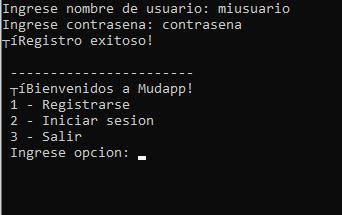 Ingrese nombre de usuario: miusuario
Ingrese contrasena: contrasena
┬íRegistro exitoso!
-----------------------
┬íBienvenidos a Mudapp!
1 - Registrarse
2 - Iniciar sesion
3 - Salir
Ingrese opcion: